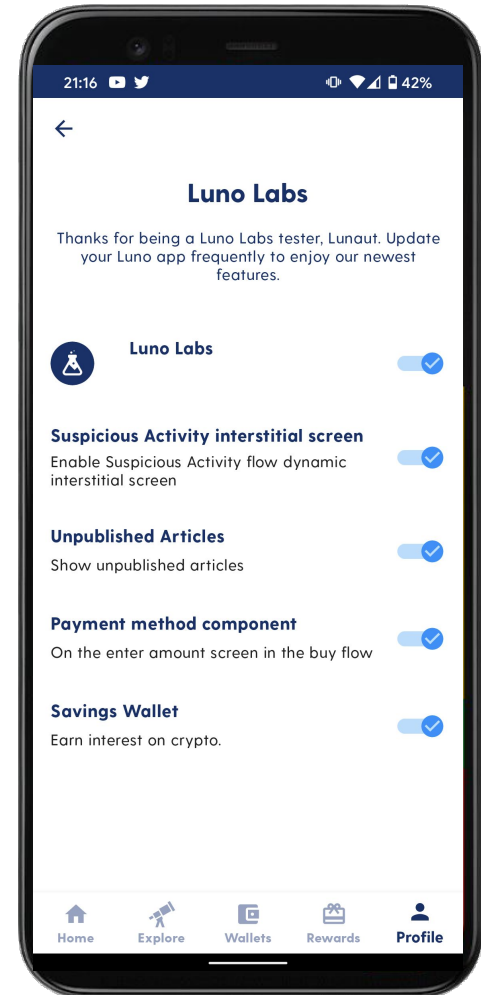 21:16
42%
Luno Labs
Thanks for being a Luno Labs tester, Lunaut. Update
your Luno app frequently to enjoy our newest
features.
Luno Labs
Suspicious Activity interstitial screen
Enable Suspicious Activity flow dynamic
interstitial screen
Unpublished Articles
Show unpublished articles
Payment method component
On the enter amount screen in the buy flow
Savings Wallet
Earn interest on crypto.
Home
Explore
Wallets
Rewards
Profile